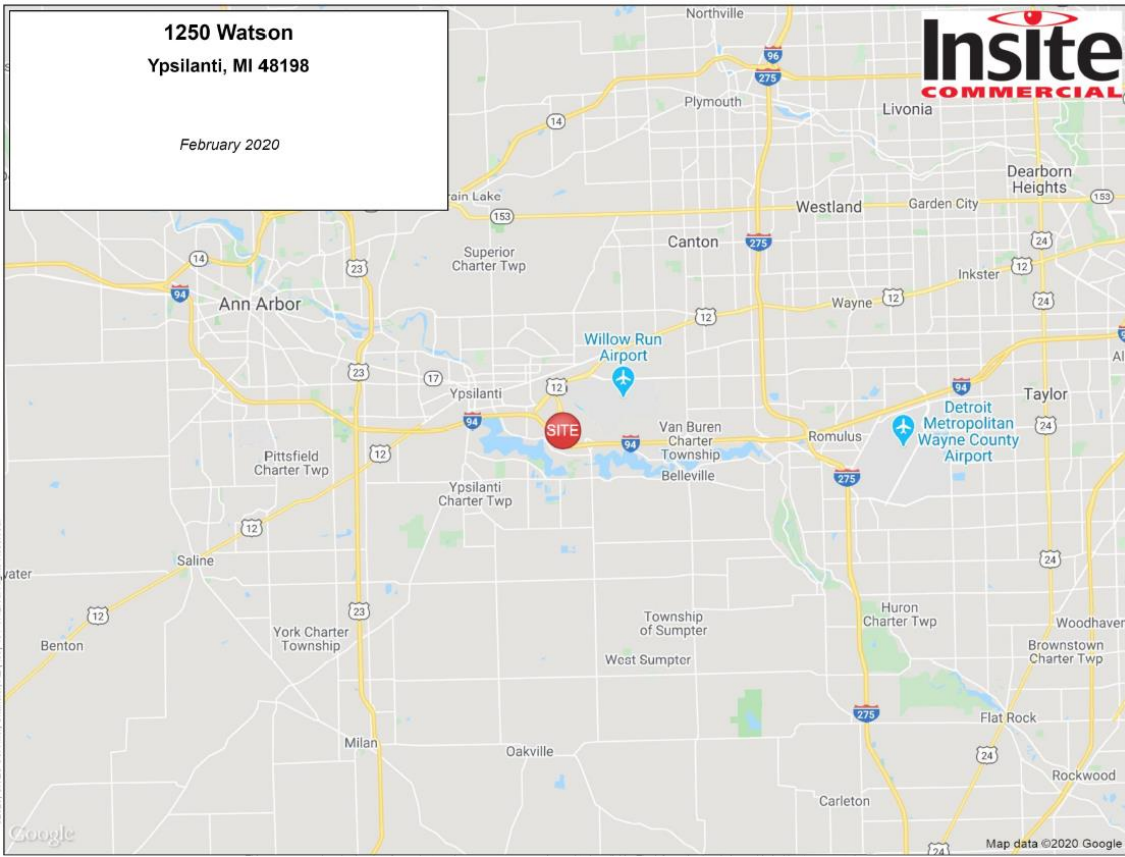 1250 Watson
Ypsilanti, MI 48198
February 2020
Insite
COMMERCIAL
Northville
96
275
Plymouth
Livonia
14
Dearborn
Heights
rain Lake
153
Westland
Garden City
153
Superior
Charter Twp
Canton
275
24
14
23
Inkster
12
94
Ann Arbor
Wayne
12
24
12
Willow Run
Airport
94
23
17
12
Ypsilanti
94
Taylor
SITE
94
94
Van Buren
Charter
Township
Romulus
Detroit
Metropolitan
Wayne County
Airport
24
Pittsfield
Charter Twp
12
Belleville
275
Ypsilanti
Charter Twp
12
Saline
24
vater
23
12
Benton
York Charter
Township
Township
of Sumpter
Huron
Charter Twp
Woodhaven
West Sumpter
Brownstown
Charter Twp
275
Flat Rock
Milan
Oakville
24
Rockwood
Carleton
Google
24
Map data ©2020 Google